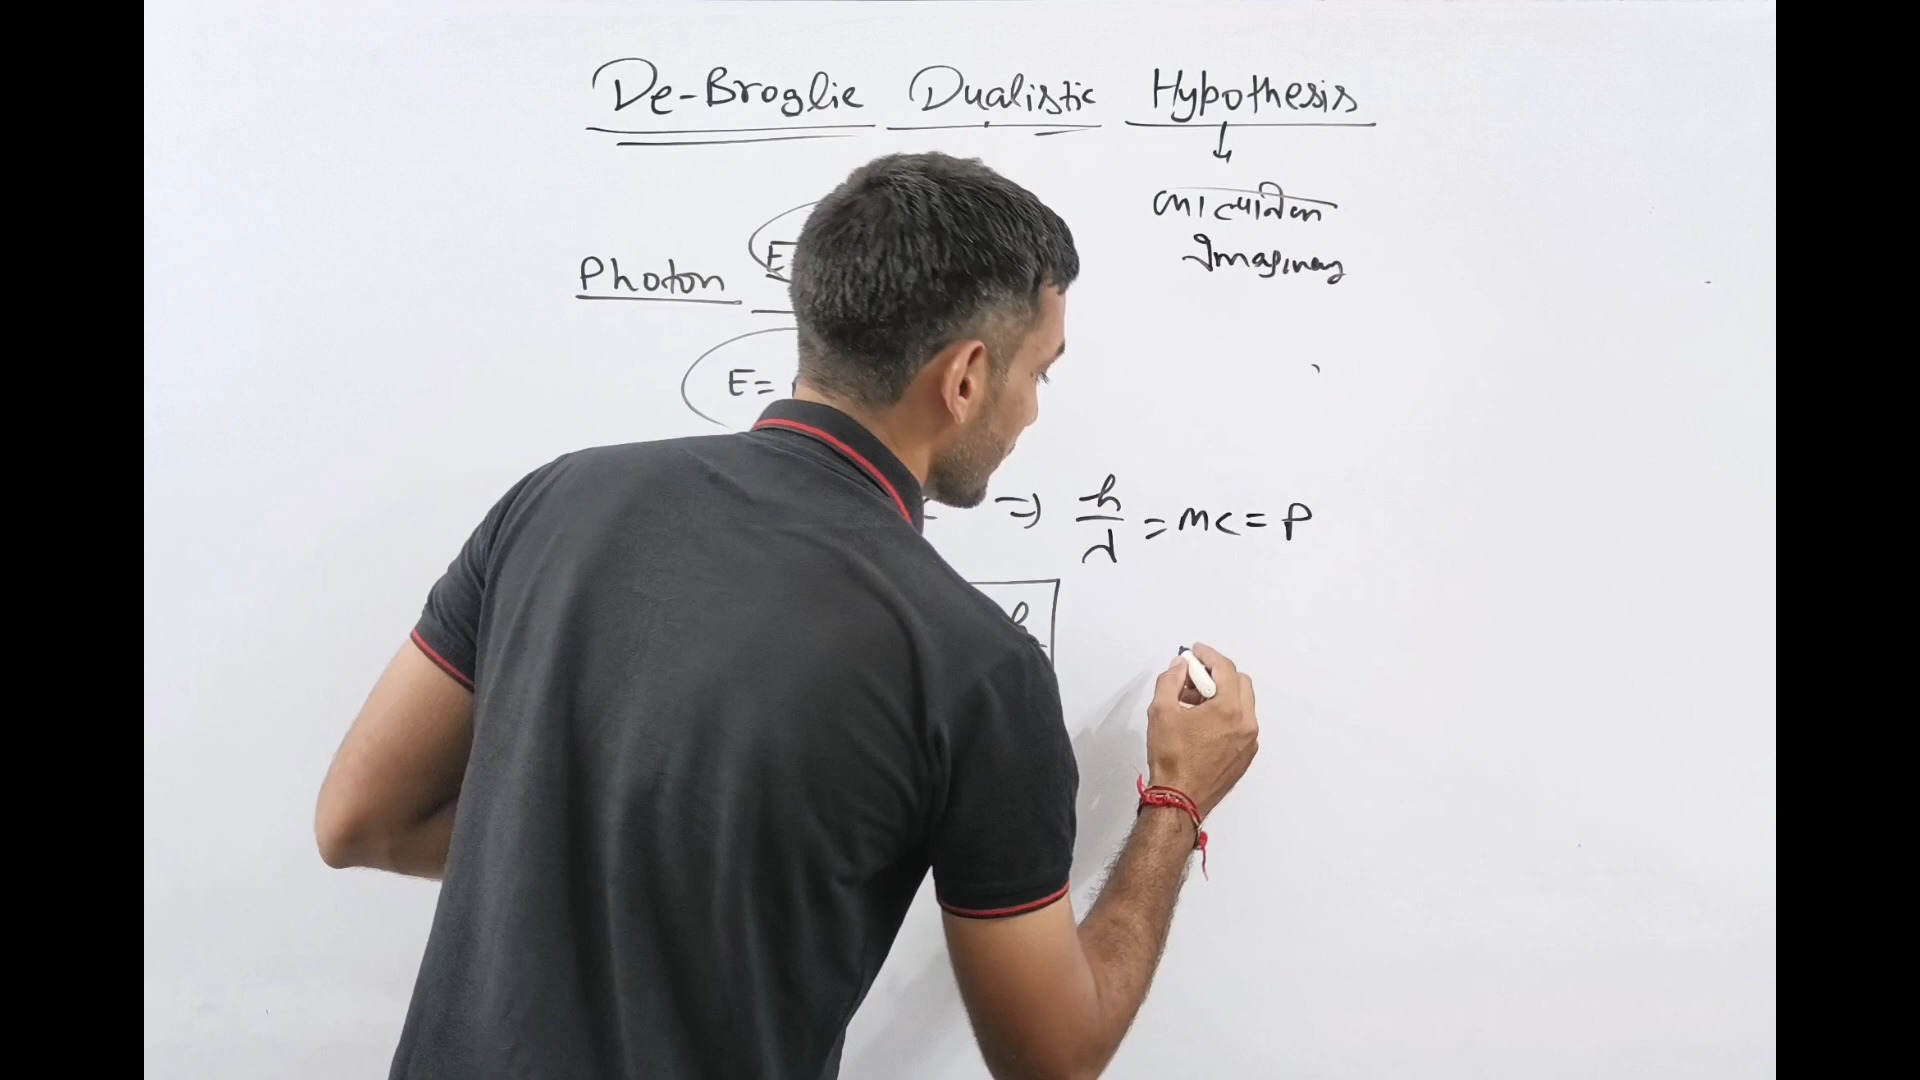 De-Broglie Dualistic Hypothesis
↓
काल्पनिक
Imaginary
Photon E
E=
⇒ h/λ = mc = P
h